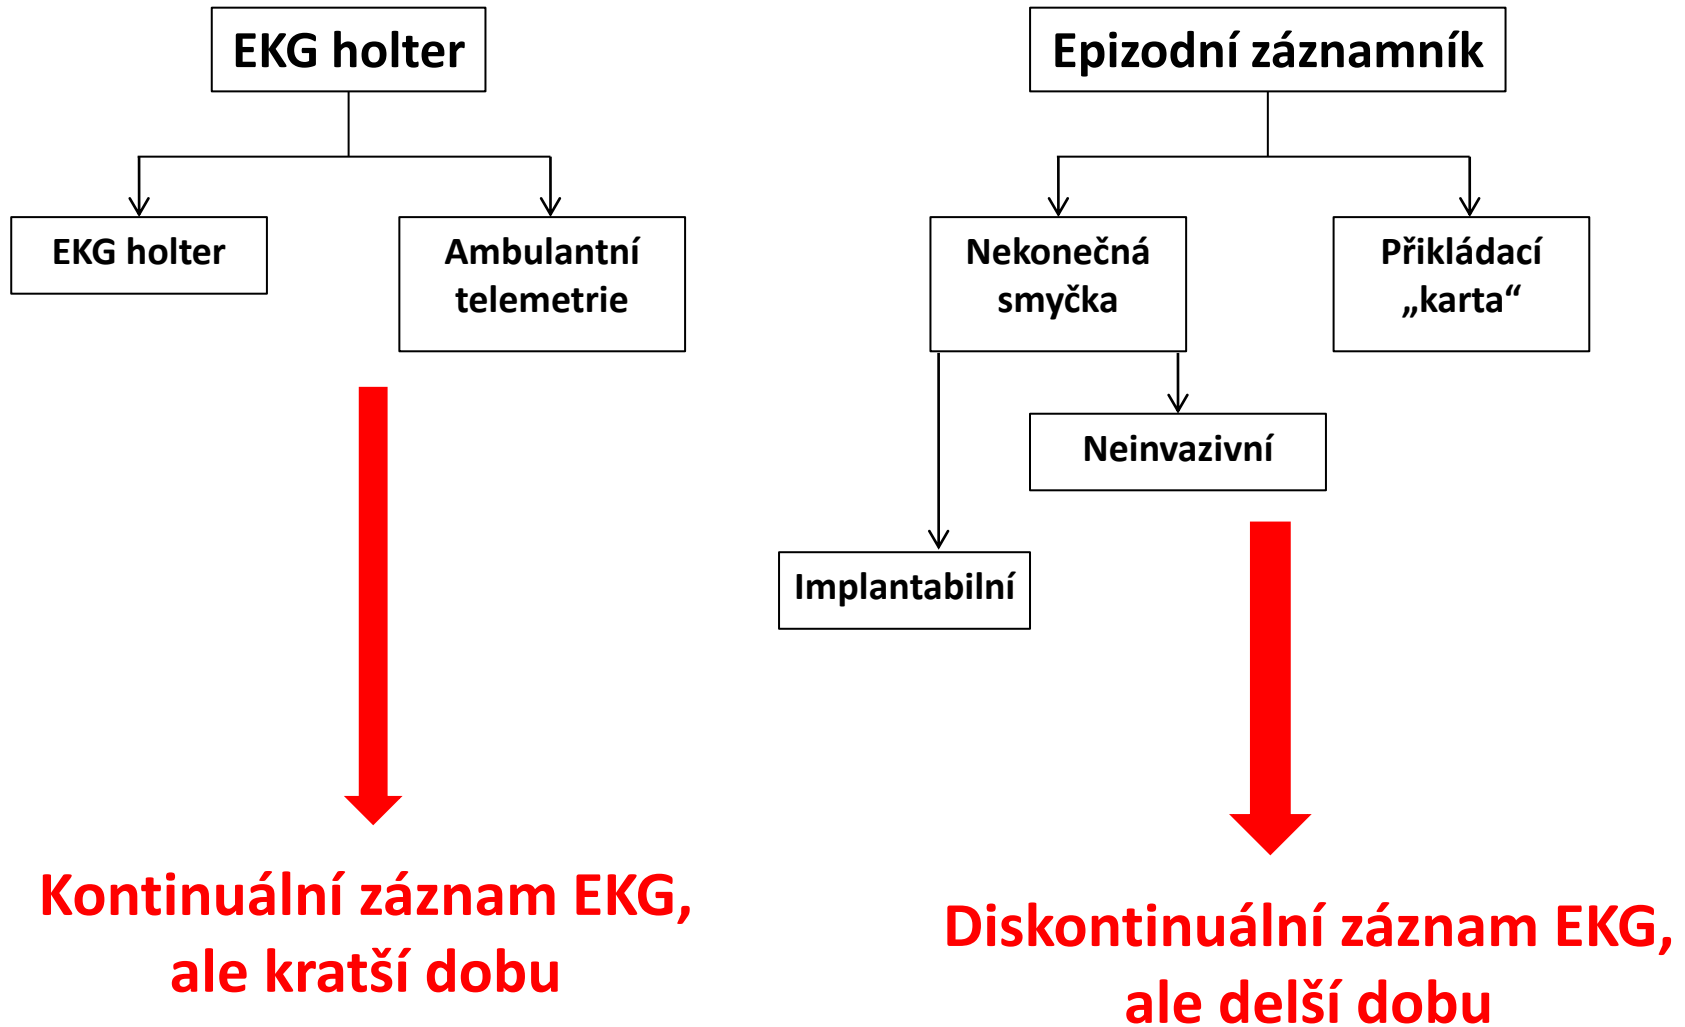 EKG holter
EKG holter
Ambulantní
telemetrie
Kontinuální záznam EKG,
ale kratší dobu
Epizodní záznamník
Nekonečná
smyčka
Přikládací
„karta“
Neinvazivní
Implantabilní
Diskontinuální záznam EKG,
ale delší dobu